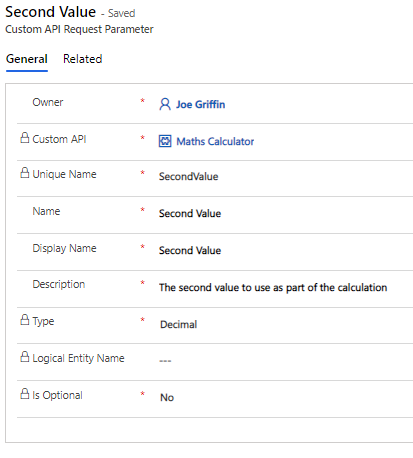 Second Value - Saved
Custom API Request Parameter
General Related
Owner * Joe Griffin
Custom API * Maths Calculator
Unique Name * SecondValue
Name * Second Value
Display Name * Second Value
Description * The second value to use as part of the calculation
Type * Decimal
Logical Entity Name ---
Is Optional * No